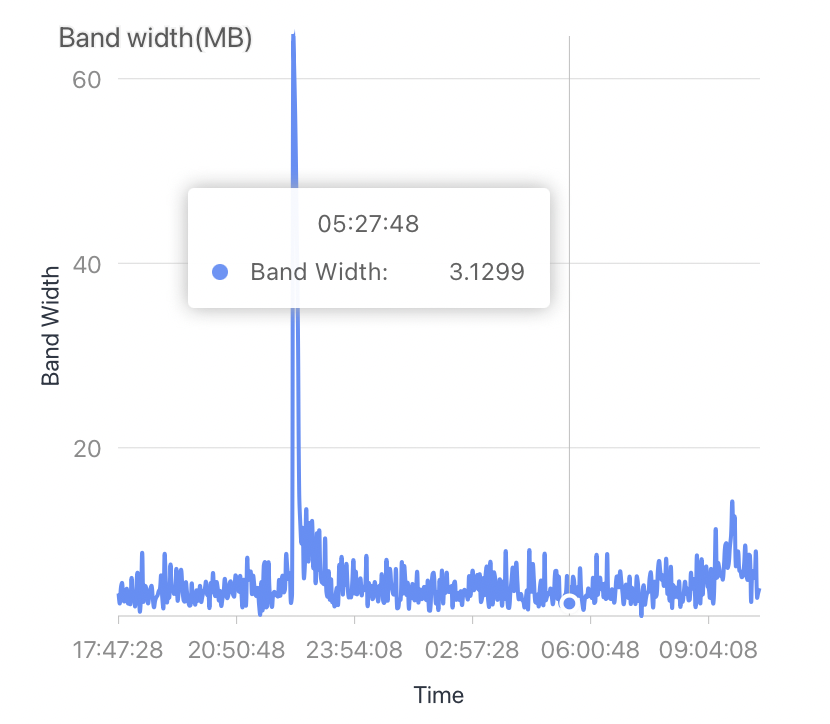 Band width(MB)
60
05:27:48
Band Width: 3.1299
40
Band Width
20
17:47:28 20:50:48 23:54:08 02:57:28 06:00:48 09:04:08
Time